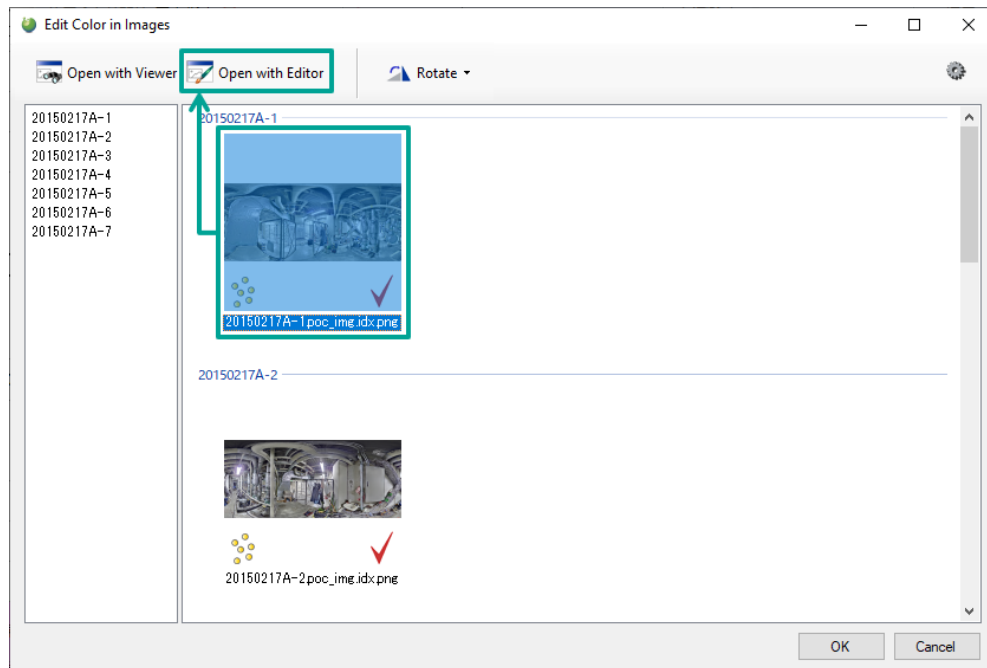 Edit Color in Images
Open with Viewer Open with Editor Rotate
20150217A-1
20150217A-2
20150217A-3
20150217A-4
20150217A-5
20150217A-6
20150217A-7
20150217A-1
20150217A-1.poc_img.idx.png
20150217A-2
20150217A-2.poc_img.idx.png
OK Cancel